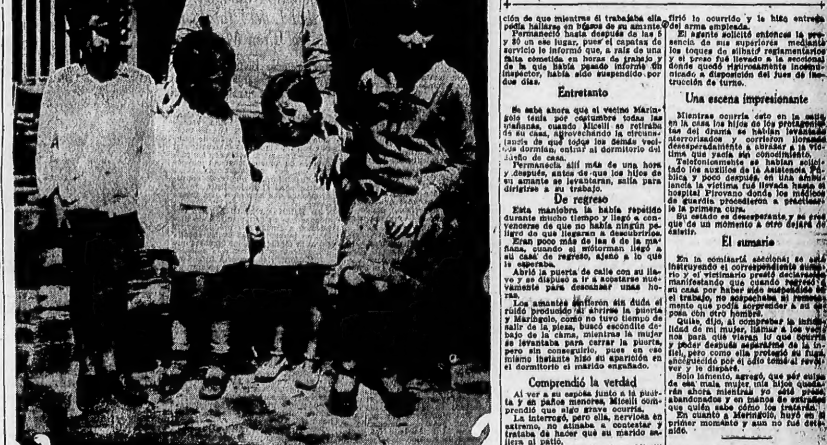 ción de que mientras él trabajaba ella
podía hallarse en brazos de su amante.
Permaneció hasta después de las 5
y 30 en ese lugar, pues el capataz de
servicio le informó que, a raíz de una
falta cometida en horas de trabajo y
de la que había pasado informe un
inspector, había sido suspendido por
dos días.
Entretanto
Se sabe ahora que el vecino Marin-
golo tenía por costumbre todas las
mañanas, cuando Micelli se retiraba
de su casa, aprovechando la circuns-
tancia de que todos los demás veci-
nos dormían, entrar al dormitorio del
dueño de casa.
Permanecía allí más de una hora
y después, antes de que los hijos de
su amante se levantaran, salía para
dirigirse a su trabajo.
De regreso
Esta maniobra la había repetido
durante mucho tiempo y llegó a con-
vencerse de que no había ningún pe-
ligro de que llegaran a descubrirlos.
Eran poco más de las 6 de la ma-
ñana, cuando el motorman llegó a
su casa de regreso, ajeno a lo que
le esperaba.
Abrió la puerta de calle con su lla-
ve y se dispuso a ir a acostarse nue-
vamente para descansar unas ho-
ras.
Los amantes sintieron sin duda el
ruido producido al abrirse la puerta
y Maringolo, como no tuvo tiempo de
salir de la pieza, buscó escondite de-
bajo de la cama, mientras la mujer
se levantaba para cerrar la puerta,
pero sin conseguirlo, pues en ese
mismo instante hizo su aparición en
el dormitorio el marido engañado.
Comprendió la verdad
Al ver a su esposa junto a la puer-
ta y en paños menores, Micelli com-
prendió que algo grave ocurría.
La interrogó, pero ella, nerviosa en
extremo, no atinaba a contestar y
trataba de hacer que su marido sa-
liera al patio.
firió lo ocurrido y le hizo entrega
del arma empleada.
El agente solicitó entonces la pre-
sencia de sus superiores mediante
los toques de silbato reglamentarios
y el preso fué llevado a la seccional
donde quedó rigurosamente incomu-
nicado a disposición del juez de ins-
trucción de turno.
Una escena impresionante
Mientras ocurría esto en la calle,
en la casa los hijos de los protagonis-
tas del drama se habían levantado
aterrorizados y corrieron llorando
desesperadamente a abrazar a la víc-
tima que yacía sin conocimiento.
Telefónicamente se habían solici-
tado los auxilios de la Asistencia Pú-
blica y poco después, en una ambu-
lancia la víctima fué llevada hasta el
hospital Pirovano donde los médicos
de guardia procedieron a practicar-
le la primera cura.
Su estado es desesperante, y se cree
que de un momento a otro dejará de
existir.
El sumario
En la comisaría seccional se está
instruyendo el correspondiente suma-
rio y el victimario prestó declaración
manifestando que cuando regresó a
su casa por haber sido suspendido en
el trabajo, no sospechaba ni remota-
mente que podía sorprender a su es-
posa con otro hombre.
Quise, dijo, al comprobar la infide-
lidad de mi mujer, llamar a los veci-
nos para que vieran lo que ocurría
y poder después separarme de la in-
fiel, pero como ella protegió su fuga,
enceguecido por el odio tomé el revól-
ver y le disparé.
Sólo lamento, agregó, que por culpa
de esa mala mujer, mis hijos queda-
rán ahora mientras yo esté preso,
abandonados y en manos de extraños
que quién sabe cómo los tratarán.
En cuanto a Maringolo, huyó en el
primer momento y aun no fué dete-
nido.